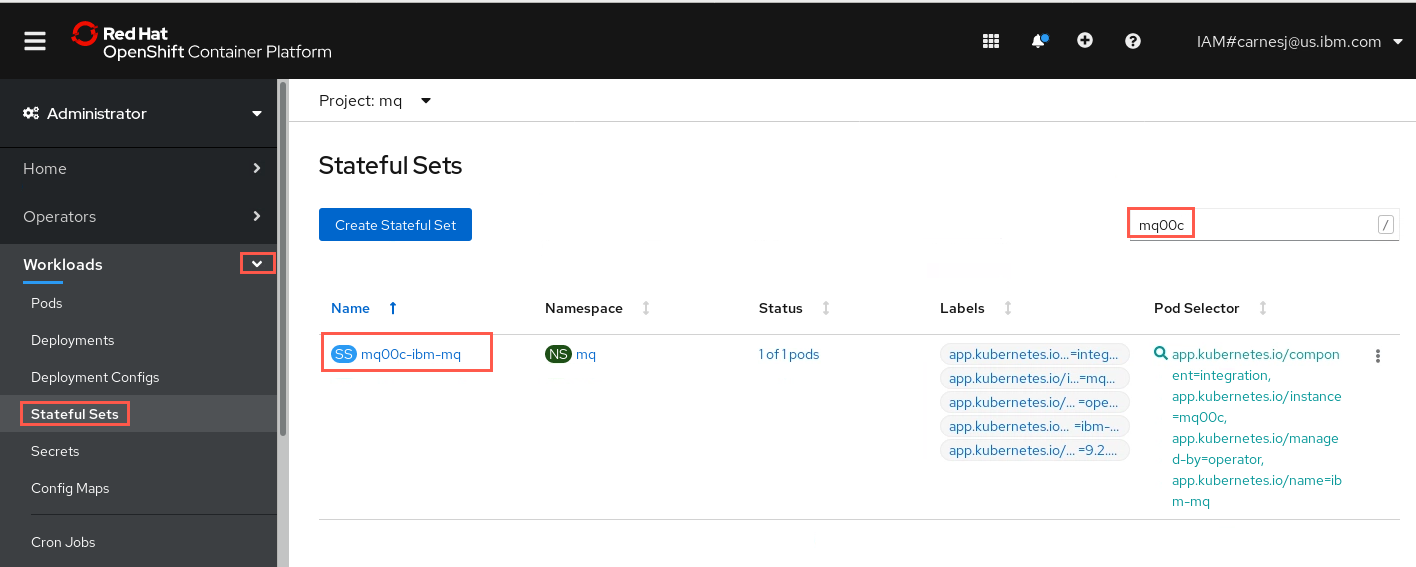 Red Hat
OpenShift Container Platform
IAM#carnesj@us.ibm.com
Administrator
Home
Operators
Workloads
Pods
Deployments
Deployment Configs
Stateful Sets
Secrets
Config Maps
Cron Jobs
Project: mq
Stateful Sets
Create Stateful Set
mq00c
/
Name Namespace Status Labels Pod Selector
SS mq00c-ibm-mq
NS mq
1 of 1 pods
app.kubernetes.io...=integ...
app.kubernetes.io/i...=mq...
app.kubernetes.io/... =ope...
app.kubernetes.io... =ibm-...
app.kubernetes.io/... =9.2....
app.kubernetes.io/compon
ent=integration,
app.kubernetes.io/instance
=mq00c,
app.kubernetes.io/manage
d-by=operator,
app.kubernetes.io/name=ib
m-mq